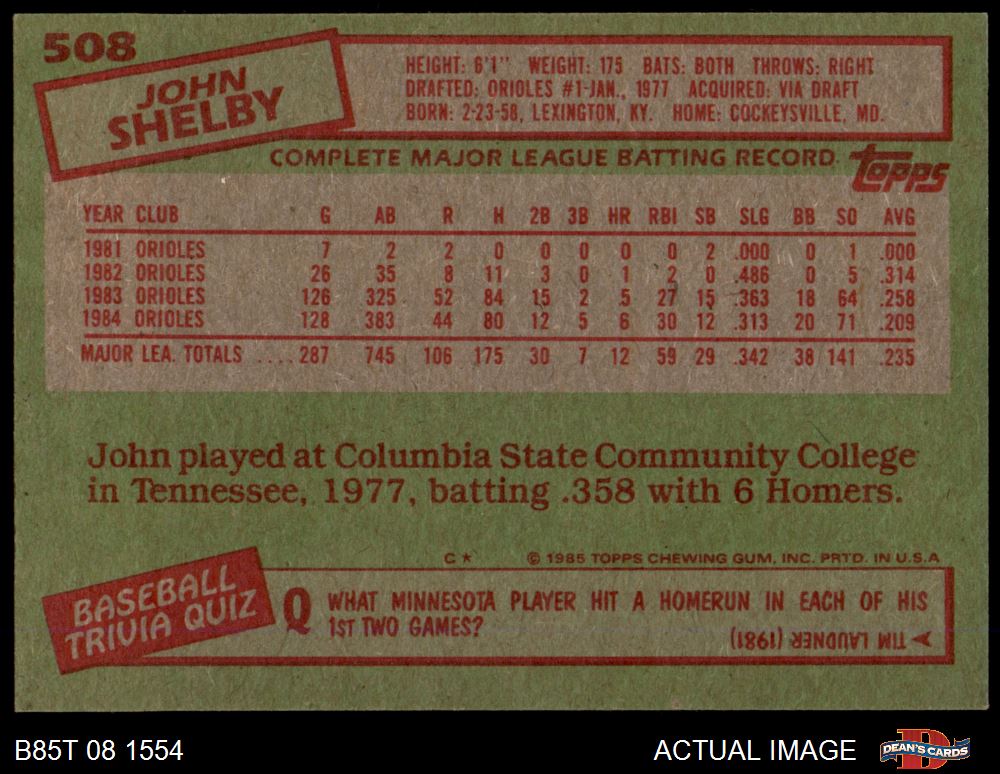 508
JOHN
SHELBY
HEIGHT: 6'1" WEIGHT: 175 BATS: BOTH THROWS: RIGHT
DRAFTED: ORIOLES #1-JAN., 1977 ACQUIRED: VIA DRAFT
BORN: 2-23-58, LEXINGTON, KY. HOME: COCKEYSVILLE, MD.
COMPLETE MAJOR LEAGUE BATTING RECORD.
topps
YEAR CLUB G AB R H 2B 3B HR RBI SB SLG BB SO AVG
1981 ORIOLES 7 2 2 0 0 0 0 0 2 .000 0 1 .000
1982 ORIOLES 26 35 8 11 3 0 1 2 0 .486 0 5 .314
1983 ORIOLES 126 325 52 84 15 2 5 27 15 .363 18 64 .258
1984 ORIOLES 128 383 44 80 12 5 6 30 12 .313 20 71 .209
MAJOR LEA. TOTALS .... 287 745 106 175 30 7 12 59 29 .342 38 141 .235
John played at Columbia State Community College
in Tennessee, 1977, batting .358 with 6 Homers.
C * © 1985 TOPPS CHEWING GUM, INC. PRTD. IN U.S.A
BASEBALL
TRIVIA QUIZ
Q WHAT MINNESOTA PLAYER HIT A HOMERUN IN EACH OF HIS
1ST TWO GAMES?
TIM LAUDNER (1981)
B85T 08 1554
ACTUAL IMAGE
D
DEAN'S CARDS